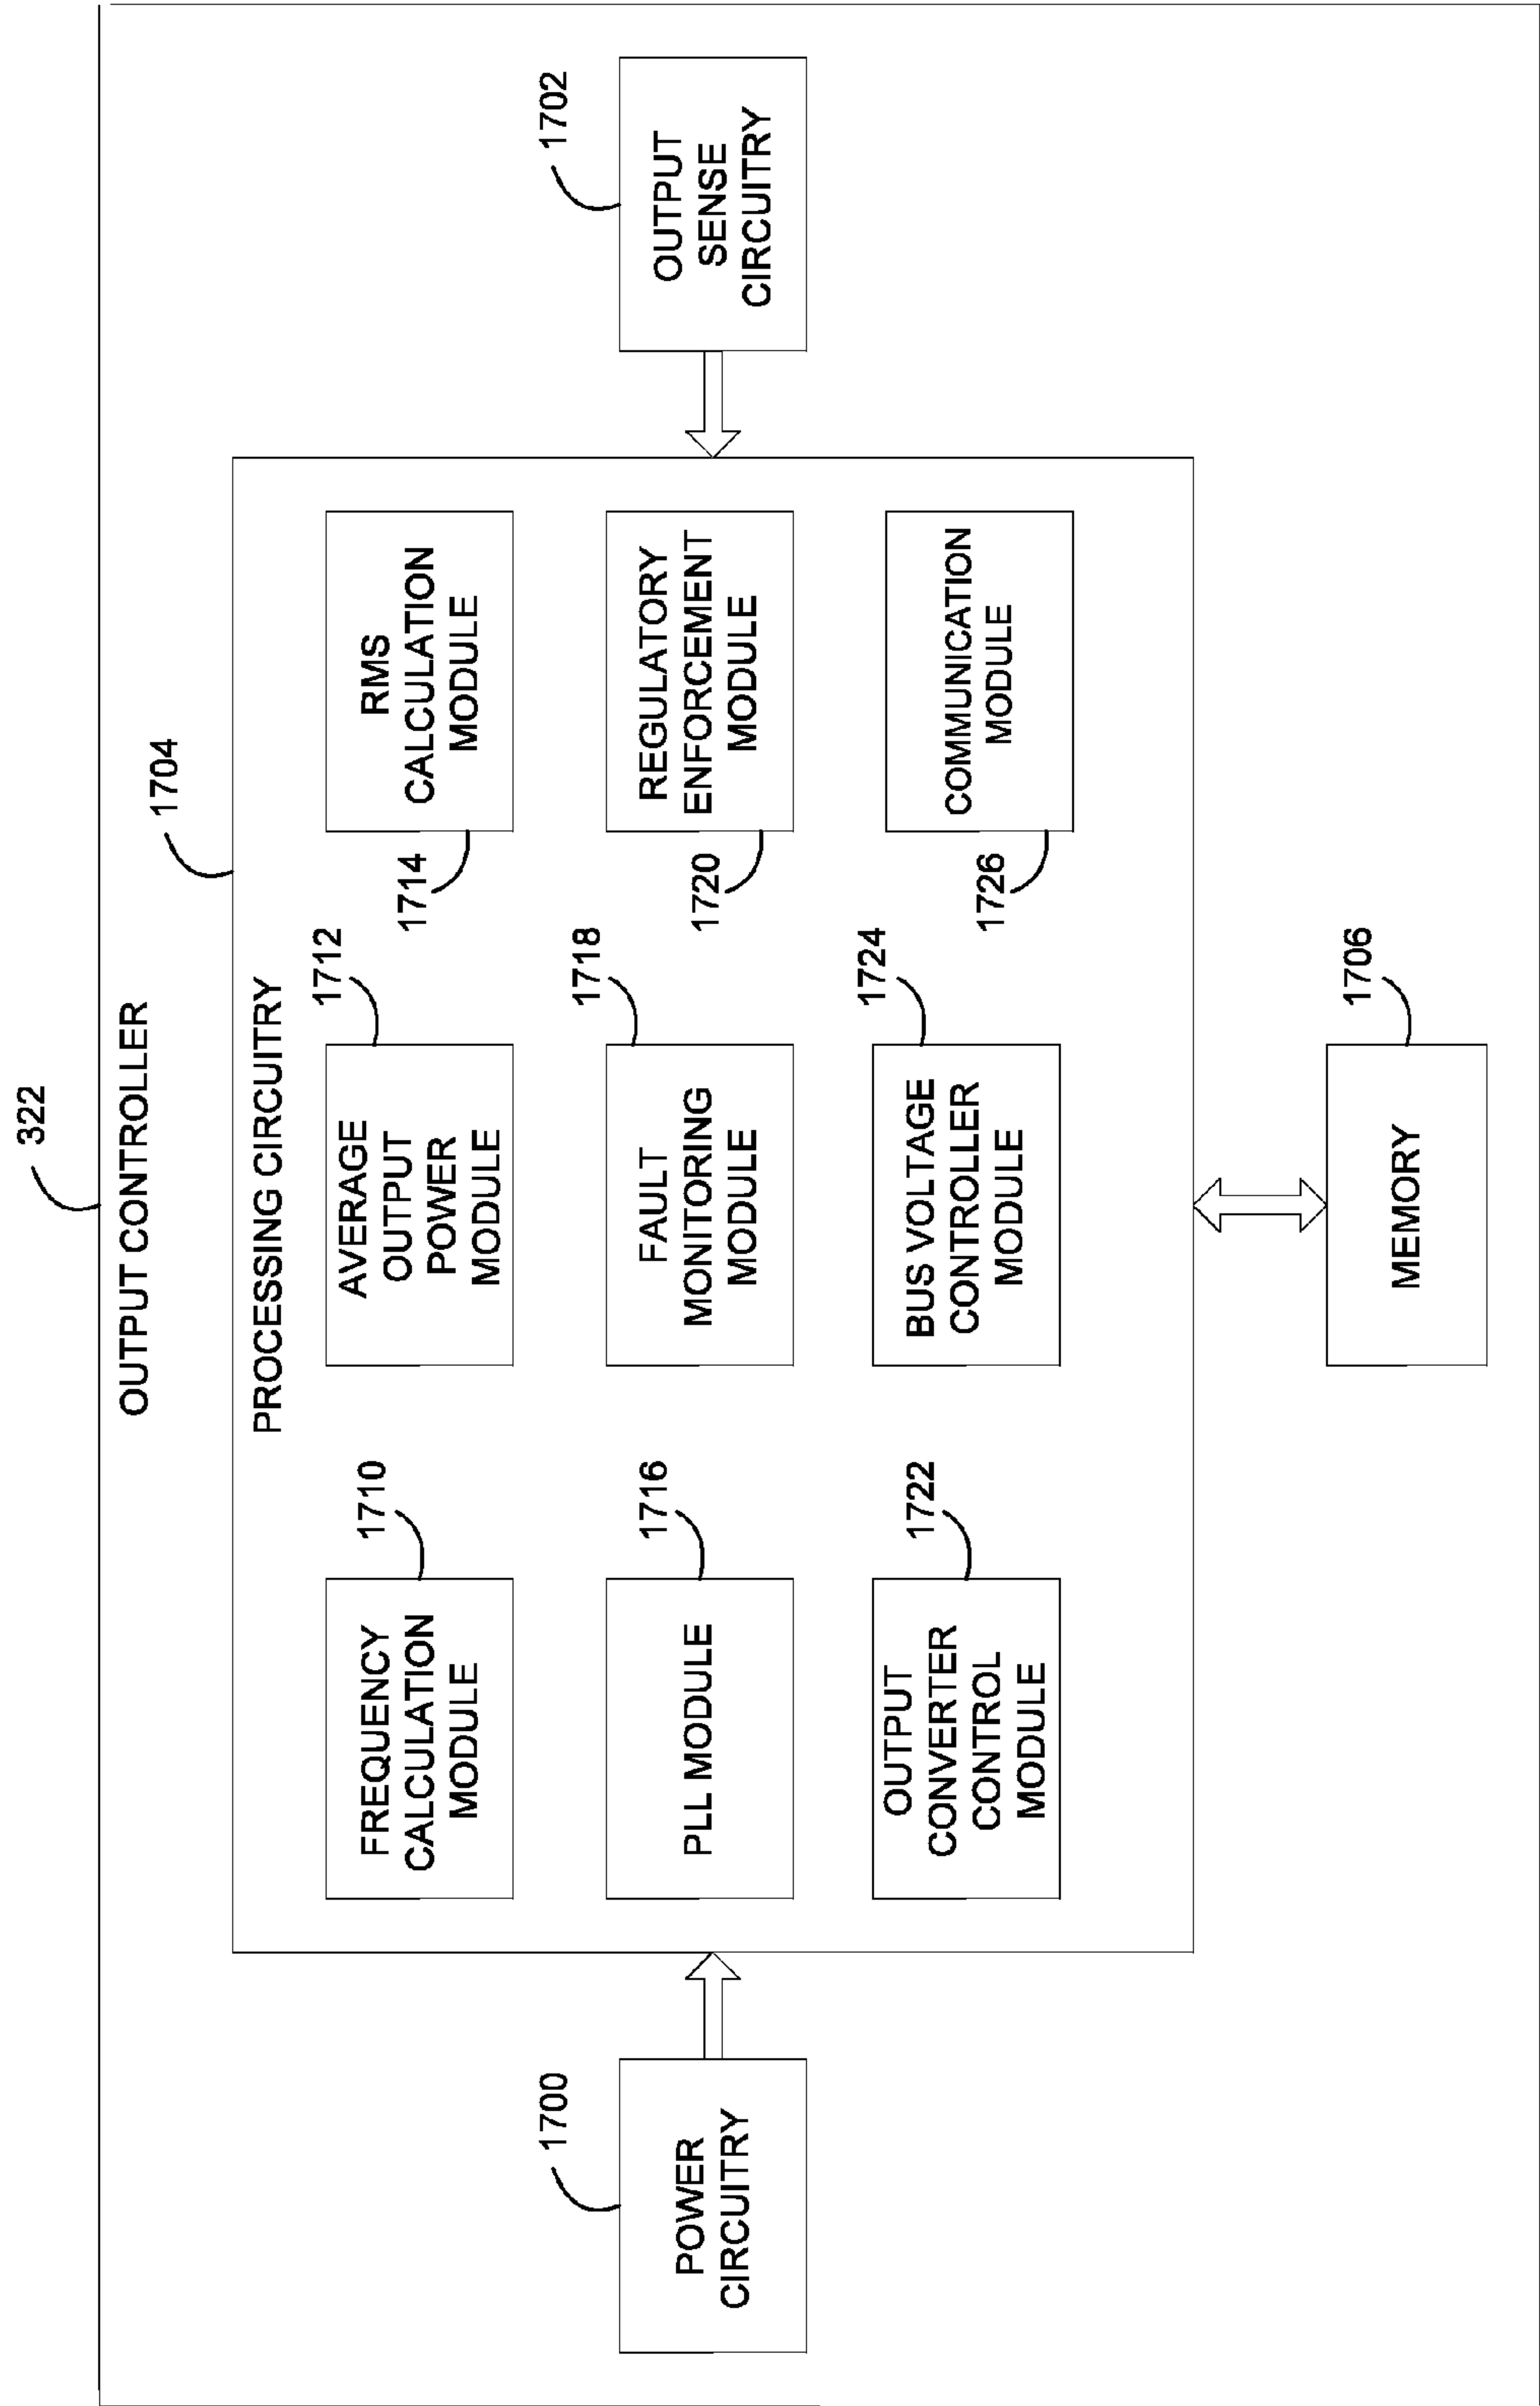 322
OUTPUT CONTROLLER
1704
PROCESSING CIRCUITRY
1700
POWER
CIRCUITRY
1710
FREQUENCY
CALCULATION
MODULE
1712
AVERAGE
OUTPUT
POWER
MODULE
1714
RMS
CALCULATION
MODULE
1716
PLL MODULE
1718
FAULT
MONITORING
MODULE
1720
REGULATORY
ENFORCEMENT
MODULE
1722
OUTPUT
CONVERTER
CONTROL
MODULE
1724
BUS VOLTAGE
CONTROLLER
MODULE
1726
COMMUNICATION
MODULE
1702
OUTPUT
SENSE
CIRCUITRY
1706
MEMORY